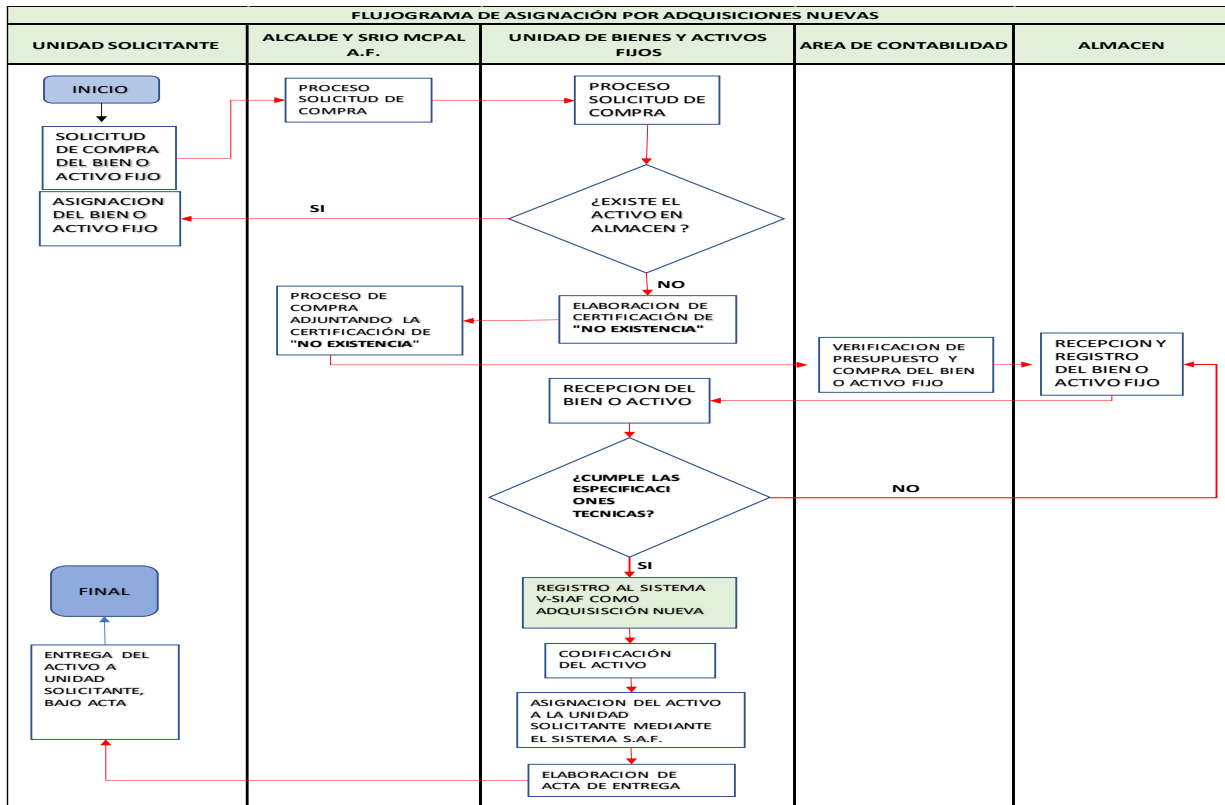 FLUJOGRAMA DE ASIGNACIÓN POR ADQUISICIONES NUEVAS
UNIDAD SOLICITANTE
ALCALDE Y SRIO MCPAL
A.F.
UNIDAD DE BIENES Y ACTIVOS
FIJOS
AREA DE CONTABILIDAD
ALMACEN
INICIO
SOLICITUD
DE COMPRA
DEL BIEN O
ACTIVO FIJO
PROCESO
SOLICITUD DE
COMPRA
PROCESO
SOLICITUD DE
COMPRA
ASIGNACION
DEL BIEN O
ACTIVO FIJO
SI
¿EXISTE EL
ACTIVO EN
ALMACEN ?
NO
PROCESO DE
COMPRA
ADJUNTANDO LA
CERTIFICACIÓN DE
"NO EXISTENCIA"
ELABORACION DE
CERTIFICACIÓN DE
"NO EXISTENCIA"
VERIFICACION DE
PRESUPUESTO Y
COMPRA DEL BIEN
O ACTIVO FIJO
RECEPCION Y
REGISTRO
DEL BIEN O
ACTIVO FIJO
RECEPCION DEL
BIEN O ACTIVO
¿CUMPLE LAS
ESPECIFICACI
ONES
TECNICAS?
NO
SI
REGISTRO AL SISTEMA
V-SIAF COMO
ADQUISISCIÓN NUEVA
CODIFICACIÓN
DEL ACTIVO
ASIGNACION DEL ACTIVO
A LA UNIDAD
SOLICITANTE MEDIANTE
EL SISTEMA S.A.F.
ELABORACION DE
ACTA DE ENTREGA
ENTREGA DEL
ACTIVO A
UNIDAD
SOLICITANTE,
BAJO ACTA
FINAL